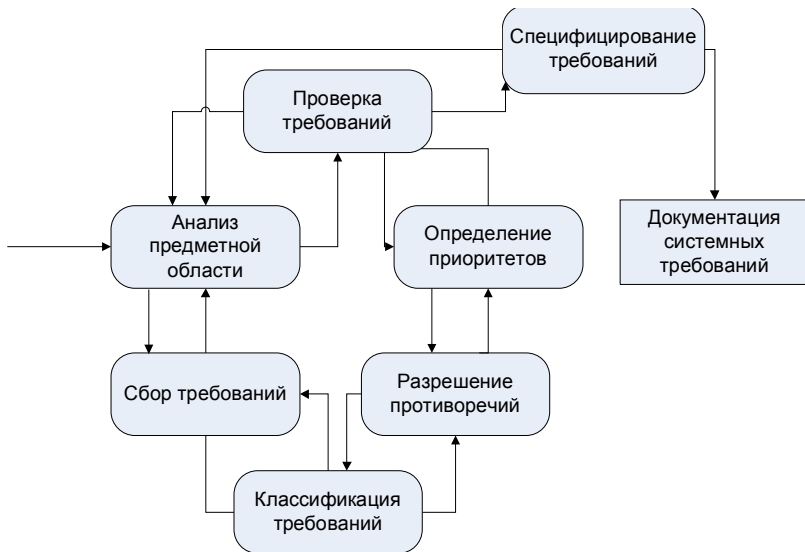 Специфицирование
требований
Проверка
требований
Анализ
предметной
области
Определение
приоритетов
Документация
системных
требований
Сбор требований
Разрешение
противоречий
Классификация
требований